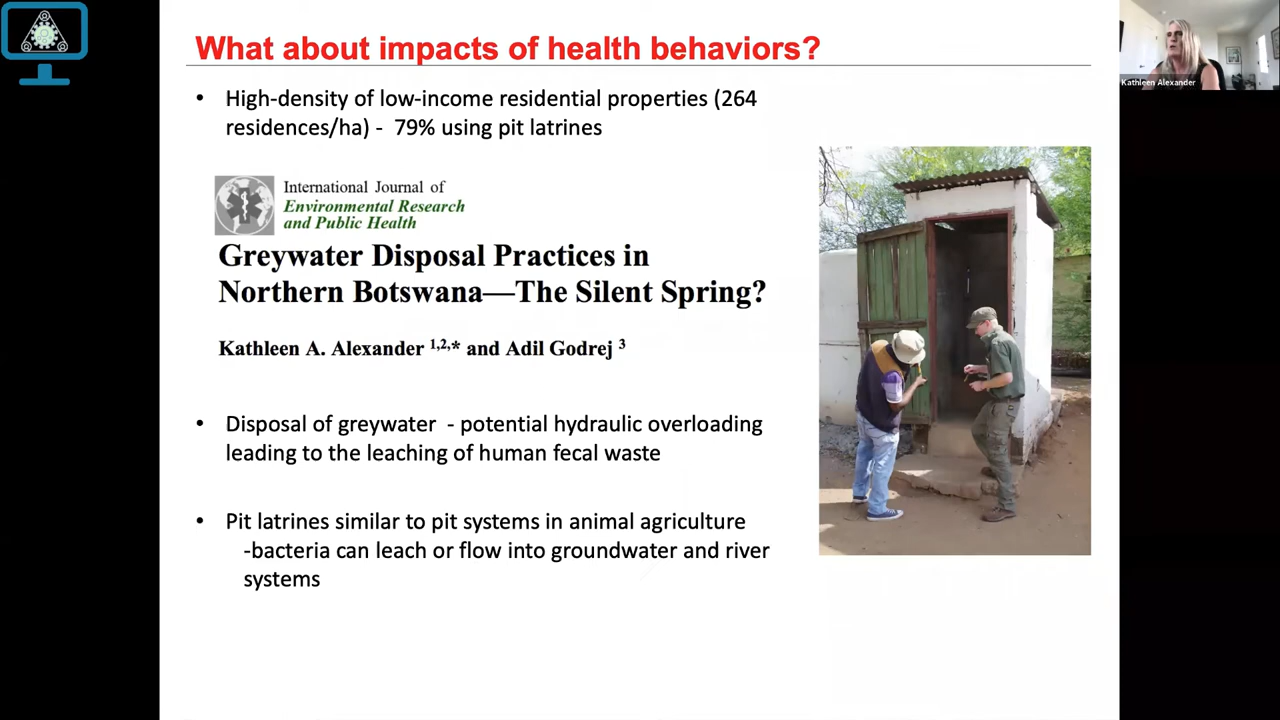 What about impacts of health behaviors?
Kathleen Alexander
• High-density of low-income residential properties (264
residences/ha) - 79% using pit latrines
International Journal of
Environmental Research
and Public Health
Greywater Disposal Practices in
Northern Botswana—The Silent Spring?
Kathleen A. Alexander 1,2,* and Adil Godrej 3
• Disposal of greywater - potential hydraulic overloading
leading to the leaching of human fecal waste
• Pit latrines similar to pit systems in animal agriculture
-bacteria can leach or flow into groundwater and river
systems